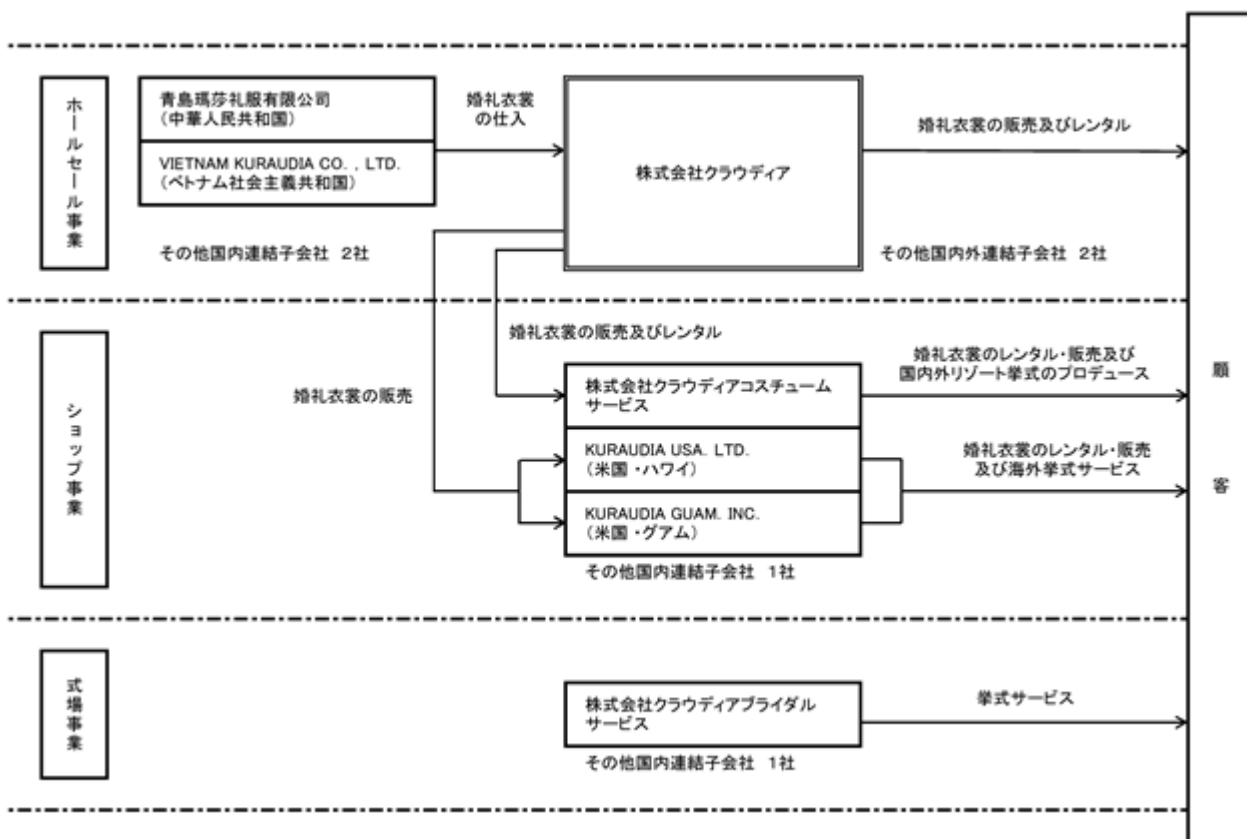 ホールセール事業
青島瑪莎礼服有限公司
（中華人民共和国）
VIETNAM KURAUDIA CO. , LTD.
（ベトナム社会主義共和国）
その他国内連結子会社 2社
婚礼衣裳
の仕入
株式会社クラウディア
婚礼衣裳の販売及びレンタル
その他国内外連結子会社 2社
ショップ事業
婚礼衣裳の販売
婚礼衣裳の販売及びレンタル
株式会社クラウディアコスチューム
サービス
KURAUDIA USA. LTD.
（米国・ハワイ）
KURAUDIA GUAM. INC.
（米国・グアム）
その他国内連結子会社 1社
婚礼衣裳のレンタル・販売及び
国内外リゾート挙式のプロデュース
婚礼衣裳のレンタル・販売
及び海外挙式サービス
式場事業
株式会社クラウディアブライダル
サービス
その他国内連結子会社 1社
挙式サービス
顧客